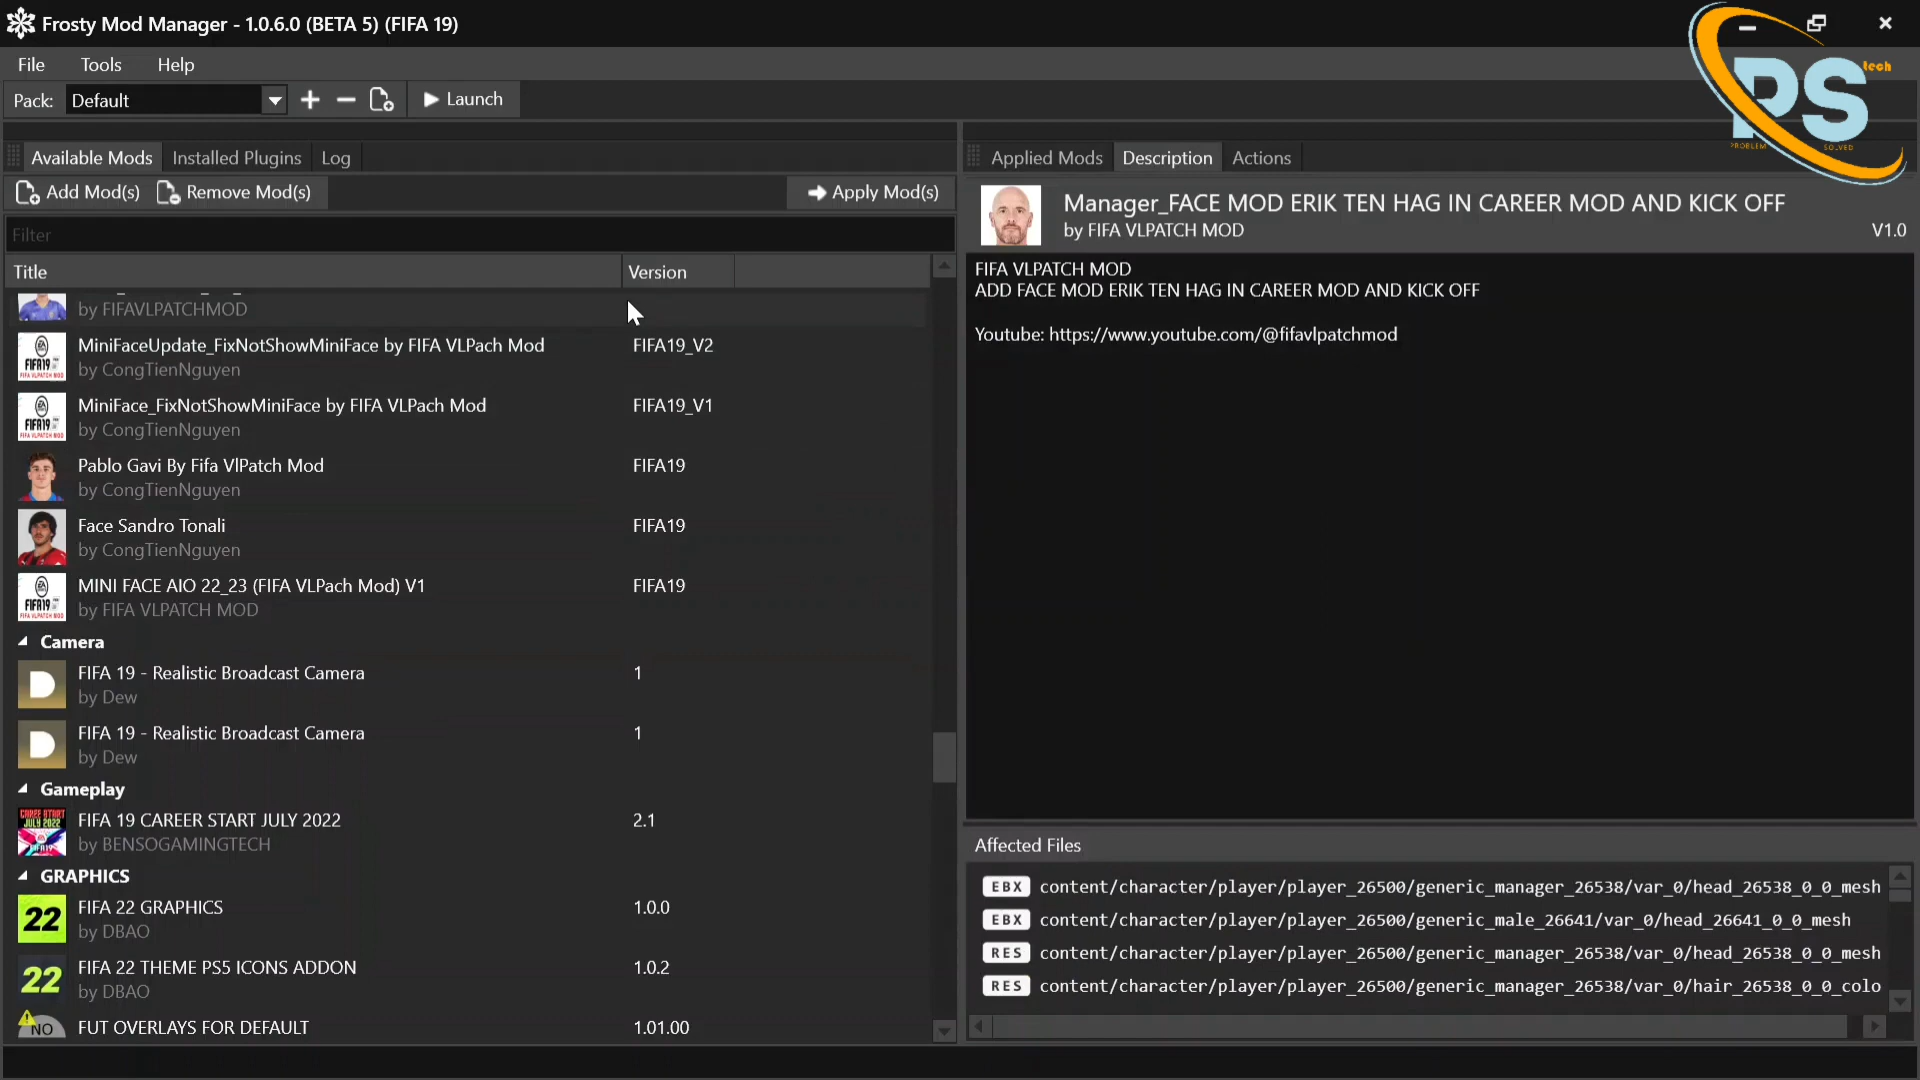 Frosty Mod Manager - 1.0.6.0 (BETA 5) (FIFA 19)
File Tools Help
Pack: Default Launch
PS tech
PROBLEM SOLVED
Available Mods Installed Plugins Log
Add Mod(s) Remove Mod(s) Apply Mod(s)
Filter
Title Version
by FIFAVLPATCHMOD
MiniFaceUpdate_FixNotShowMiniFace by FIFA VLPach Mod FIFA19_V2
by CongTienNguyen
MiniFace_FixNotShowMiniFace by FIFA VLPach Mod FIFA19_V1
by CongTienNguyen
Pablo Gavi By Fifa VlPatch Mod FIFA19
by CongTienNguyen
Face Sandro Tonali FIFA19
by CongTienNguyen
MINI FACE AIO 22_23 (FIFA VLPach Mod) V1 FIFA19
by FIFA VLPATCH MOD
Camera
FIFA 19 - Realistic Broadcast Camera 1
by Dew
FIFA 19 - Realistic Broadcast Camera 1
by Dew
Gameplay
FIFA 19 CAREER START JULY 2022 2.1
by BENSOGAMINGTECH
GRAPHICS
22 FIFA 22 GRAPHICS 1.0.0
by DBAO
22 FIFA 22 THEME PS5 ICONS ADDON 1.0.2
by DBAO
NO FUT OVERLAYS FOR DEFAULT 1.01.00
Applied Mods Description Actions
Manager_FACE MOD ERIK TEN HAG IN CAREER MOD AND KICK OFF
by FIFA VLPATCH MOD V1.0
FIFA VLPATCH MOD
ADD FACE MOD ERIK TEN HAG IN CAREER MOD AND KICK OFF
Youtube: https://www.youtube.com/@fifavlpatchmod
Affected Files
EBX content/character/player/player_26500/generic_manager_26538/var_0/head_26538_0_0_mesh
EBX content/character/player/player_26500/generic_male_26641/var_0/head_26641_0_0_mesh
RES content/character/player/player_26500/generic_manager_26538/var_0/head_26538_0_0_mesh
RES content/character/player/player_26500/generic_manager_26538/var_0/hair_26538_0_0_colo